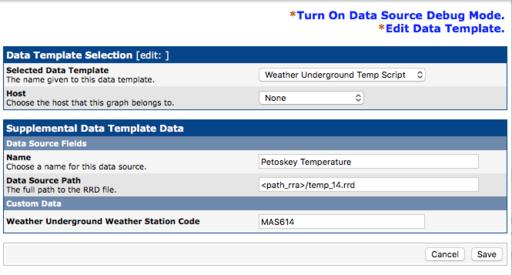 *Turn On Data Source Debug Mode.
*Edit Data Template.
Data Template Selection [edit: ]
Selected Data Template
The name given to this data template.
Weather Underground Temp Script
Host
Choose the host that this graph belongs to.
None
Supplemental Data Template Data
Data Source Fields
Name
Choose a name for this data source.
Petoskey Temperature
Data Source Path
The full path to the RRD file.
<path_rra>/temp_14.rrd
Custom Data
Weather Underground Weather Station Code
MAS614
Cancel Save